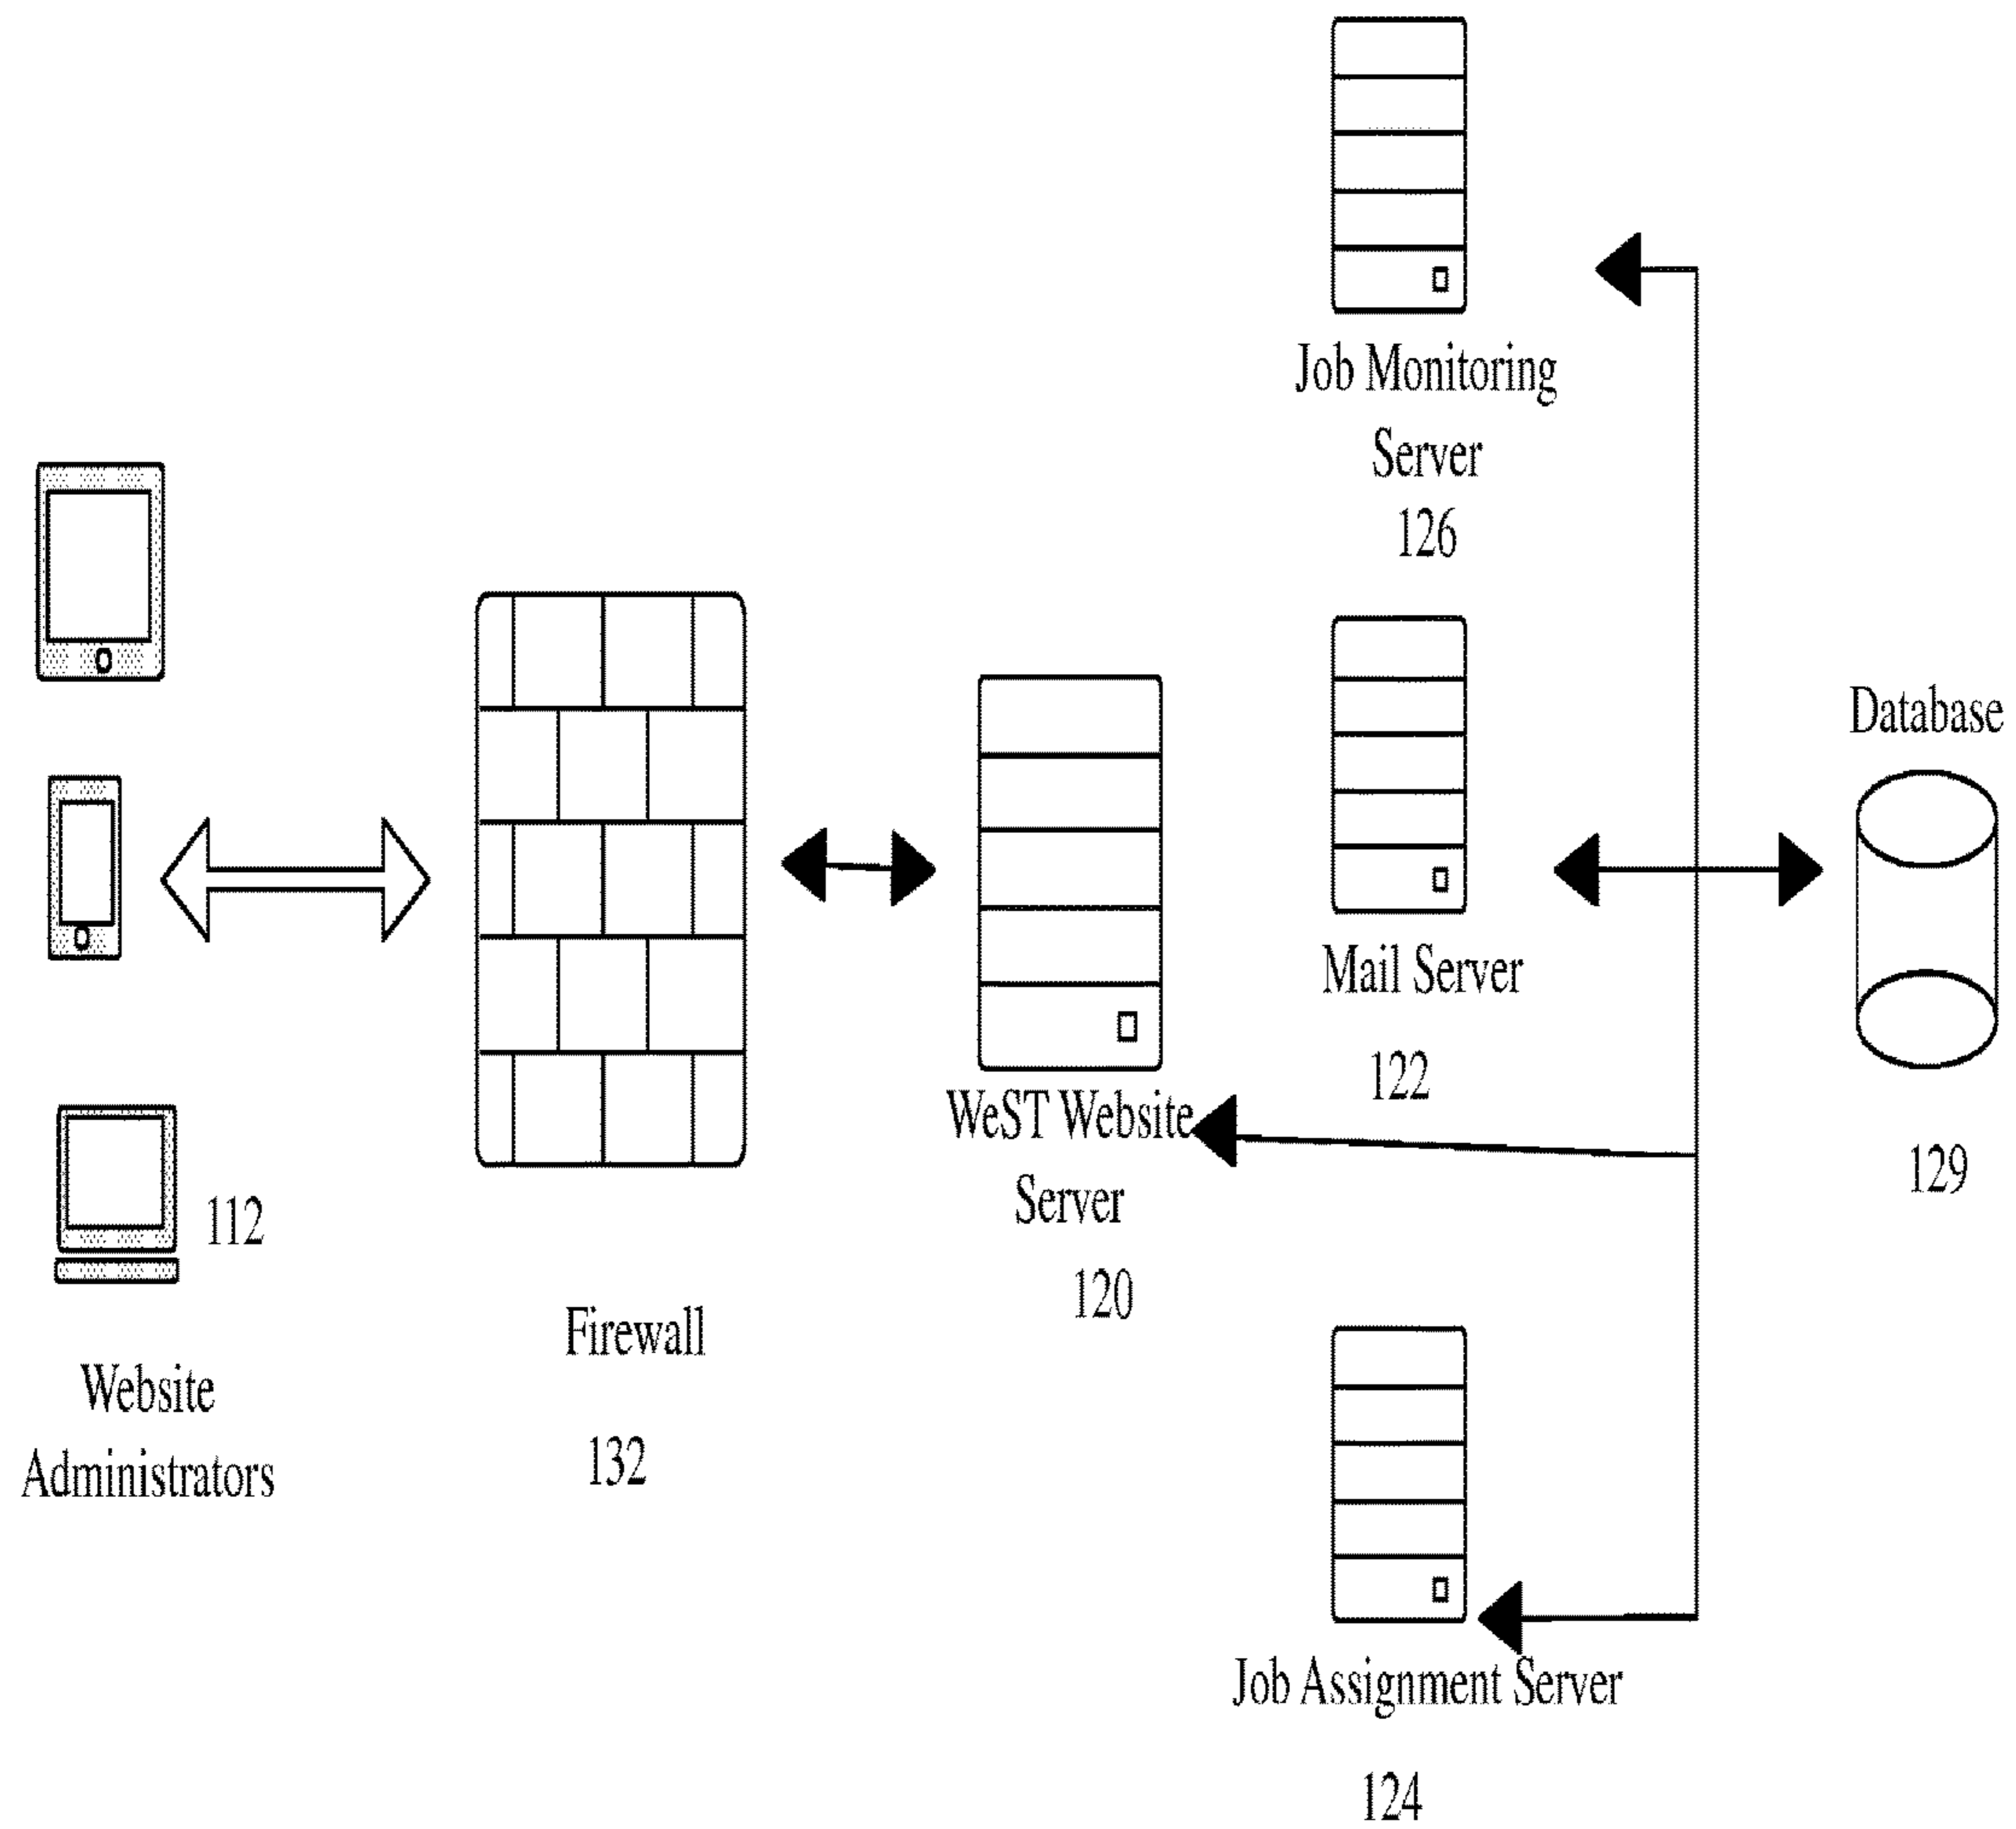 Job Monitoring
Server
126
Database
129
Mail Server
122
WeST Website
Server
120
112
Website
Administrators
Firewall
132
Job Assignment Server
124